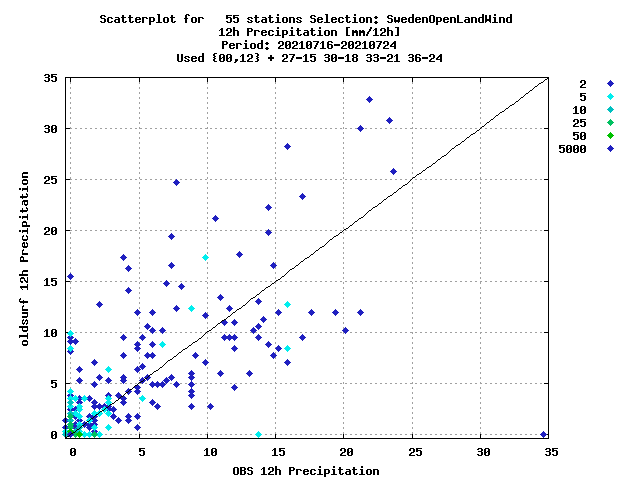 Scatterplot for 55 stations Selection: SwedenOpenLandWind
12h Precipitation [mm/12h]
Period: 20210716-20210724
Used {00,12} + 27-15 30-18 33-21 36-24
35
30
25
20
15
10
5
0
oldsurf 12h Precipitation
0 5 10 15 20 25 30 35
OBS 12h Precipitation
2
5
10
25
50
5000